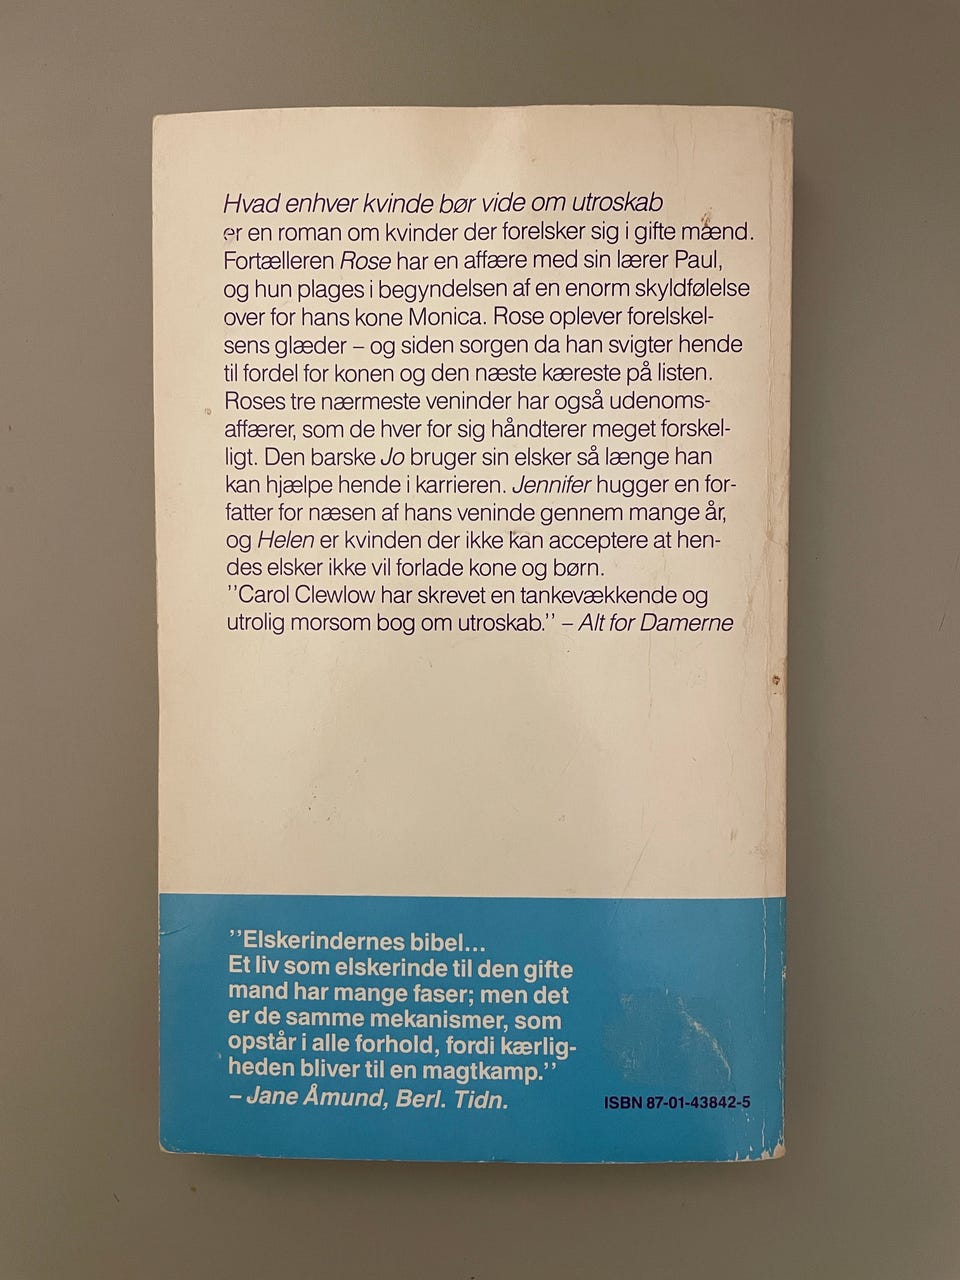 Hvad enhver kvinde bør vide om utroskab
er en roman om kvinder der forelsker sig i gifte mænd.
Fortælleren Rose har en affære med sin lærer Paul,
og hun plages i begyndelsen af en enorm skyldfølelse
over for hans kone Monica. Rose oplever forelskel-
sens glæder – og siden sorgen da han svigter hende
til fordel for konen og den næste kæreste på listen.
Roses tre nærmeste veninder har også udenoms-
affærer, som de hver for sig håndterer meget forskel-
ligt. Den barske Jo bruger sin elsker så længe han
kan hjælpe hende i karrieren. Jennifer hugger en for-
fatter for næsen af hans veninde gennem mange år,
og Helen er kvinden der ikke kan acceptere at hen-
des elsker ikke vil forlade kone og børn.
''Carol Clewlow har skrevet en tankevækkende og
utrolig morsom bog om utroskab.'' – Alt for Damerne
''Elskerindernes bibel...
Et liv som elskerinde til den gifte
mand har mange faser; men det
er de samme mekanismer, som
opstår i alle forhold, fordi kærlig-
heden bliver til en magtkamp.''
– Jane Åmund, Berl. Tidn.
ISBN 87-01-43842-5